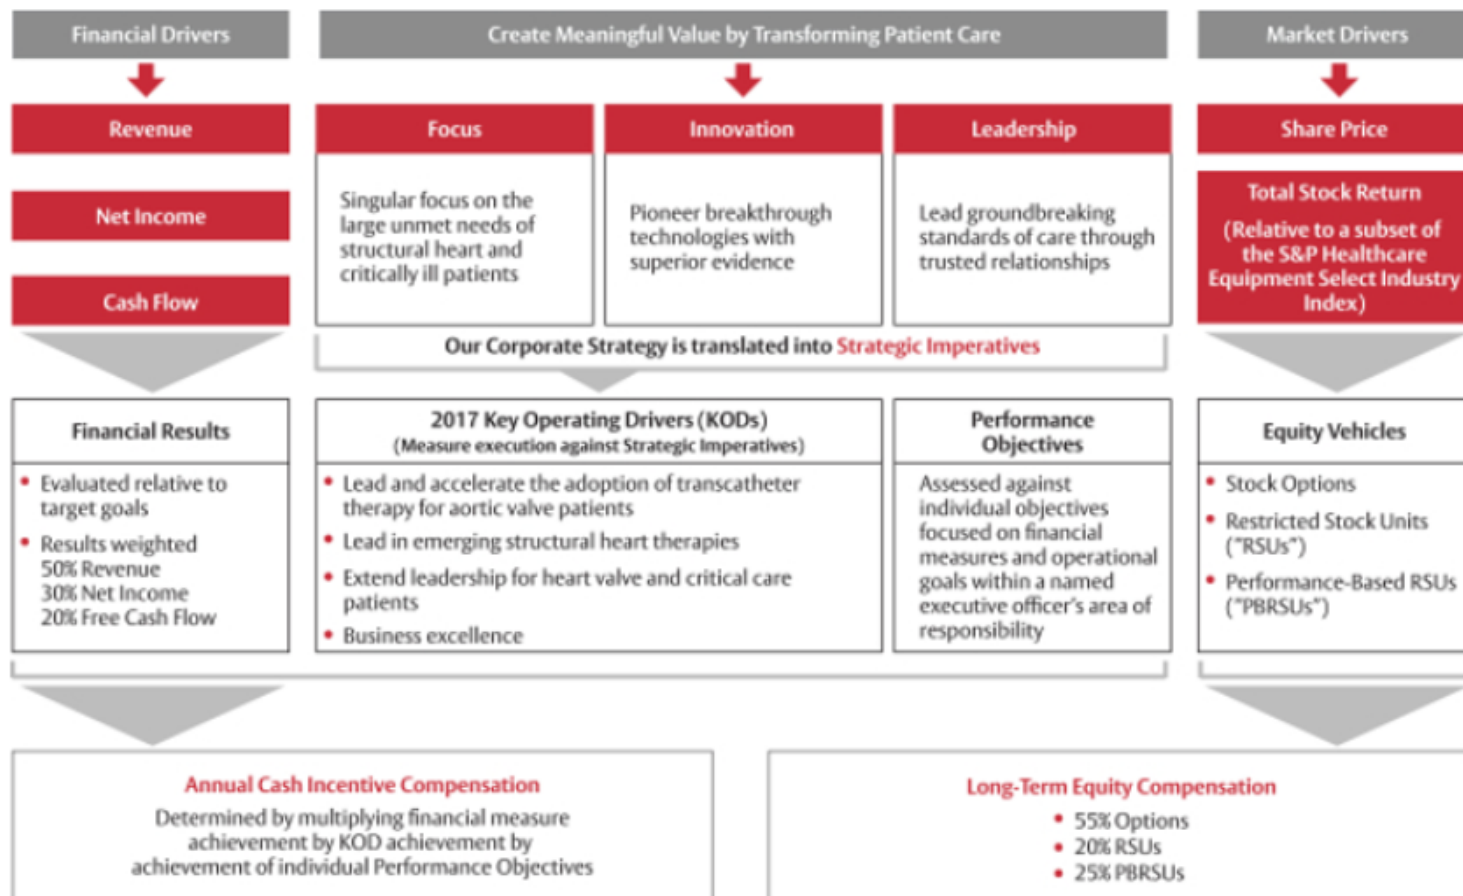 Financial Drivers
Create Meaningful Value by Transforming Patient Care
Market Drivers
Revenue
Net Income
Cash Flow
Focus
Singular focus on the
large unmet needs of
structural heart and
critically ill patients
Innovation
Pioneer breakthrough
technologies with
superior evidence
Leadership
Lead groundbreaking
standards of care through
trusted relationships
Share Price
Total Stock Return
(Relative to a subset of
the S&P Healthcare
Equipment Select Industry
Index)
Our Corporate Strategy is translated into Strategic Imperatives
Financial Results
• Evaluated relative to
target goals
• Results weighted
50% Revenue
30% Net Income
20% Free Cash Flow
2017 Key Operating Drivers (KODs)
(Measure execution against Strategic Imperatives)
• Lead and accelerate the adoption of transcatheter
therapy for aortic valve patients
• Lead in emerging structural heart therapies
• Extend leadership for heart valve and critical care
patients
• Business excellence
Performance
Objectives
Assessed against
individual objectives
focused on financial
measures and operational
goals within a named
executive officer's area of
responsibility
Equity Vehicles
• Stock Options
• Restricted Stock Units
("RSUs")
• Performance-Based RSUs
("PBRSUs")
Annual Cash Incentive Compensation
Determined by multiplying financial measure
achievement by KOD achievement by
achievement of individual Performance Objectives
Long-Term Equity Compensation
• 55% Options
• 20% RSUs
• 25% PBRSUs